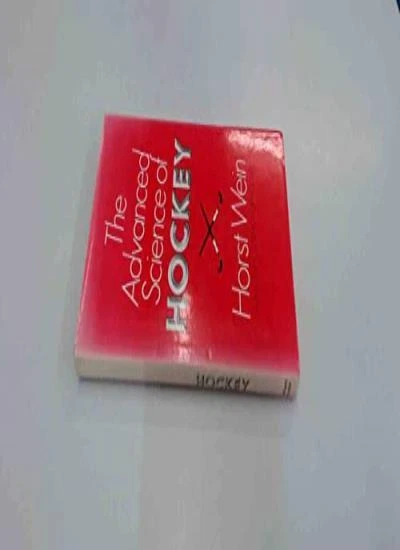 The
Advanced
Science of
HOCKEY
Horst Wein
HOCKEY